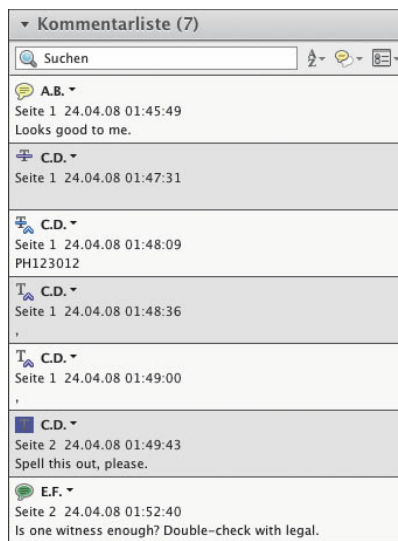 Kommentarliste (7)
Suchen
A.B.
Seite 1 24.04.08 01:45:49
Looks good to me.
C.D.
Seite 1 24.04.08 01:47:31
C.D.
Seite 1 24.04.08 01:48:09
PH123012
C.D.
Seite 1 24.04.08 01:48:36
,
C.D.
Seite 1 24.04.08 01:49:00
,
C.D.
Seite 2 24.04.08 01:49:43
Spell this out, please.
E.F.
Seite 2 24.04.08 01:52:40
Is one witness enough? Double-check with legal.